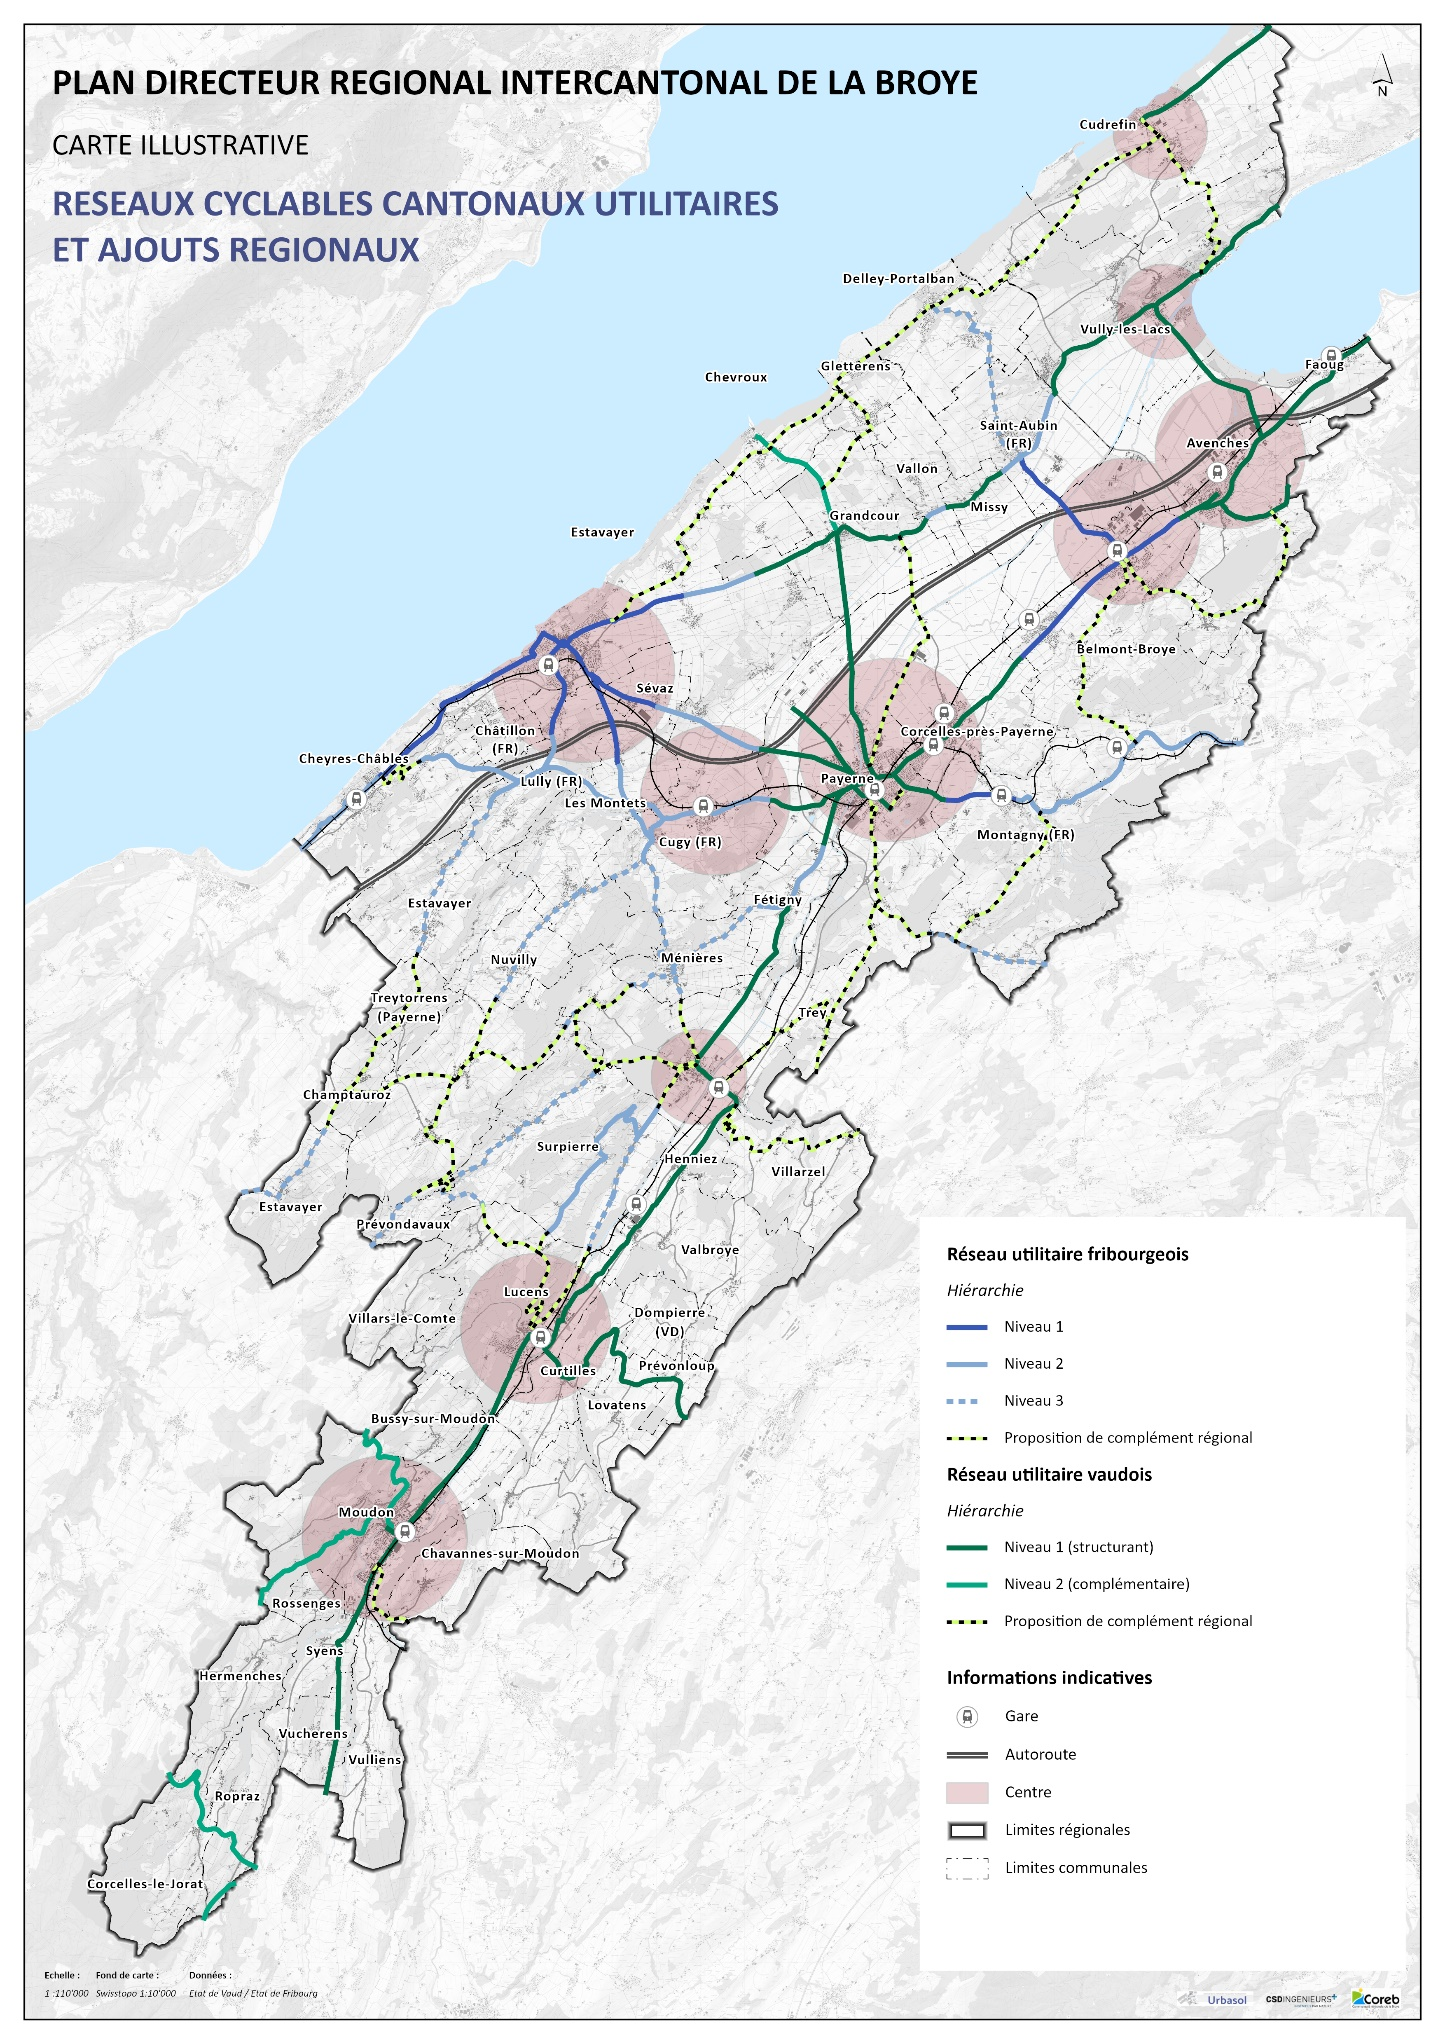 PLAN DIRECTEUR REGIONAL INTERCANTONAL DE LA BROYE
N
CARTE ILLUSTRATIVE
RESEAUX CYCLABLES CANTONAUX UTILITAIRES
ET AJOUTS REGIONAUX
Cudrefin
Delley-Portalban
Vully-les-Lacs
Gletterens
Faoug
Chevroux
Saint-Aubin
(FR)
Avenches
Vallon
Missy
Grandcour
Estavayer
Belmont-Broye
Sévaz
Châtillon
(FR)
Corcelles-près-Payerne
Cheyres-Châbles
Lully (FR)
Payerne
Les Montets
Cugy (FR)
Montagny (FR)
Estavayer
Fétigny
Nuvilly
Ménières
Treytorrens
(Payerne)
Trey
Champtauroz
Surpierre
Henniez
Villarzel
Estavayer
Prévondavaux
Valbroye
Lucens
Villars-le-Comte
Dompierre
(VD)
Curtilles
Prévonloup
Lovatens
Bussy-sur-Moudon
Moudon
Chavannes-sur-Moudon
Rossenges
Syens
Hermenches
Vucherens
Vulliens
Ropraz
Corcelles-le-Jorat
Réseau utilitaire fribourgeois
Hiérarchie
Niveau 1
Niveau 2
Niveau 3
Proposition de complément régional
Réseau utilitaire vaudois
Hiérarchie
Niveau 1 (structurant)
Niveau 2 (complémentaire)
Proposition de complément régional
Informations indicatives
Gare
Autoroute
Centre
Limites régionales
Limites communales
Echelle : Fond de carte : Données :
1 :110'000 Swisstopo 1:10'000 Etat de Vaud / Etat de Fribourg
Urbasol CSDINGENIEURS+ Coreb